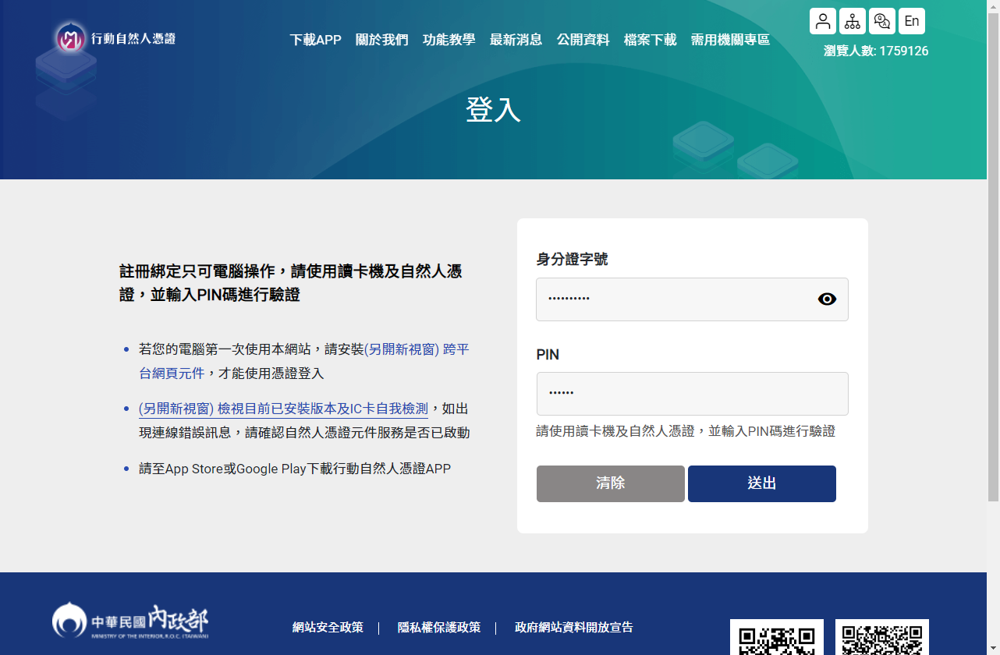 行動自然人憑證
下載APP 關於我們 功能教學 最新消息 公開資料 檔案下載 需用機關專區
En
瀏覽人數: 1759126
登入
註冊綁定只可電腦操作，請使用讀卡機及自然人憑
證，並輸入PIN碼進行驗證
若您的電腦第一次使用本網站，請安裝(另開新視窗) 跨平
台網頁元件，才能使用憑證登入
(另開新視窗) 檢視目前已安裝版本及IC卡自我檢測，如出
現連線錯誤訊息，請確認自然人憑證元件服務是否已啟動
請至App Store或Google Play下載行動自然人憑證APP
身分證字號
••••••••••
PIN
••••••
請使用讀卡機及自然人憑證，並輸入PIN碼進行驗證
清除 送出
中華民國內政部
MINISTRY OF THE INTERIOR,R.O.C. (TAIWAN)
網站安全政策 | 隱私權保護政策 | 政府網站資料開放宣告